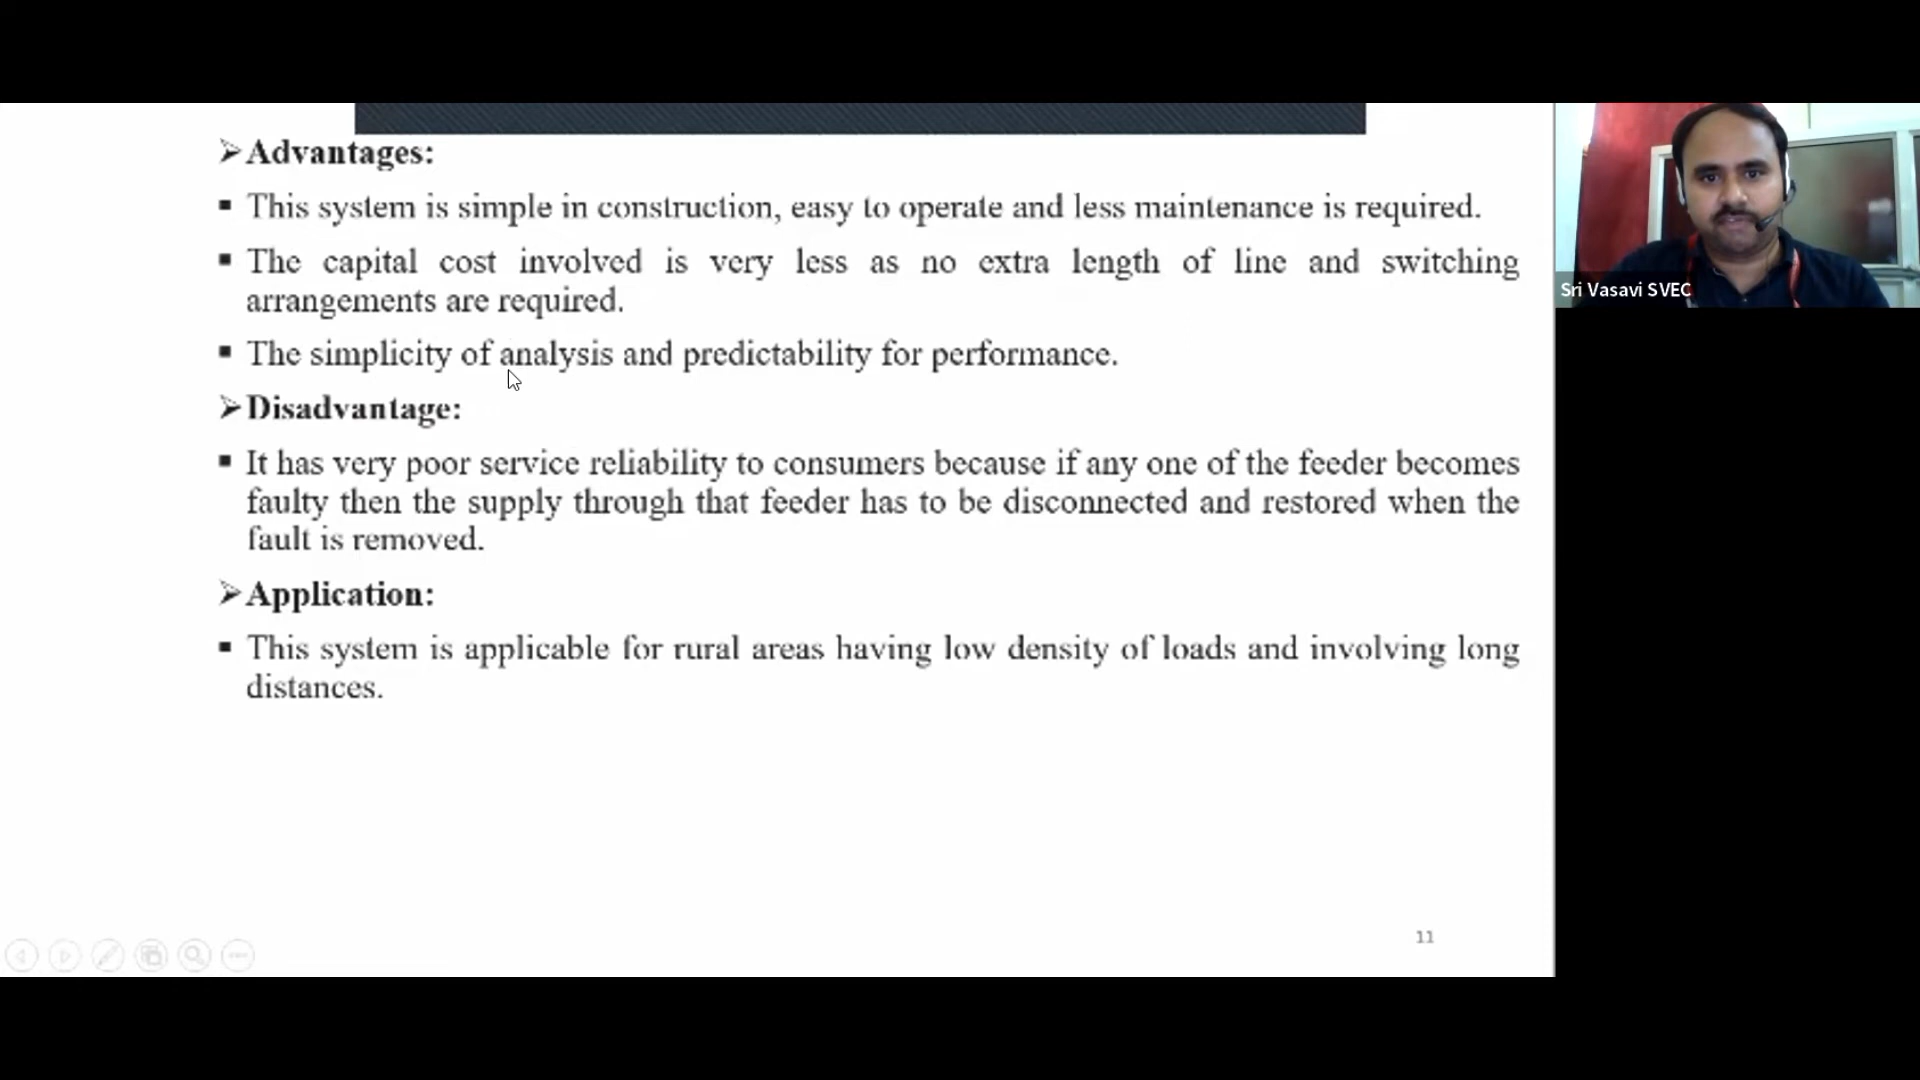 ➢Advantages:
▪ This system is simple in construction, easy to operate and less maintenance is required.
▪ The capital cost involved is very less as no extra length of line and switching
arrangements are required.
▪ The simplicity of analysis and predictability for performance.
➢Disadvantage:
▪ It has very poor service reliability to consumers because if any one of the feeder becomes
faulty then the supply through that feeder has to be disconnected and restored when the
fault is removed.
➢Application:
▪ This system is applicable for rural areas having low density of loads and involving long
distances.
11
Sri Vasavi SVEC